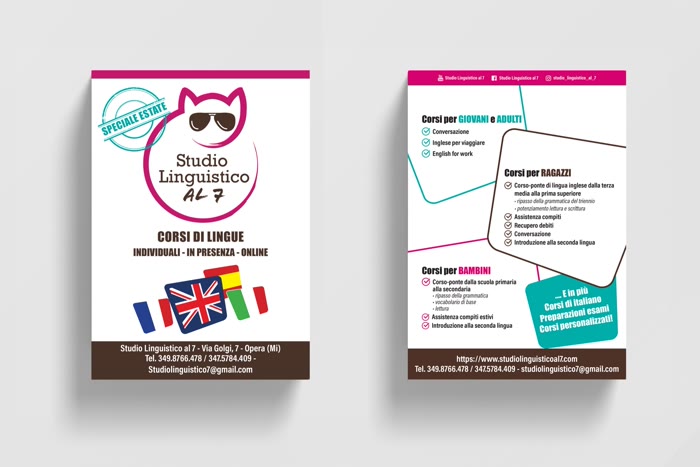 SPECIALE ESTATE
Studio
Linguistico
AL 7
CORSI DI LINGUE
INDIVIDUALI - IN PRESENZA - ONLINE
Studio Linguistico al 7 - Via Golgi, 7 - Opera (Mi)
Tel. 349.8766.478 / 347.5784.409 -
Studiolinguistico7@gmail.com
Studio Linguistico al 7 Studio Linguistico al 7 studio_linguistico_al_7
Corsi per GIOVANI e ADULTI
Conversazione
Inglese per viaggiare
English for work
Corsi per RAGAZZI
Corso-ponte di lingua inglese dalla terza
media alla prima superiore
- ripasso della grammatica del triennio
- potenziamento lettura e scrittura
Assistenza compiti
Recupero debiti
Conversazione
Introduzione alla seconda lingua
Corsi per BAMBINI
Corso-ponte dalla scuola primaria
alla secondaria
- ripasso della grammatica
- vocabolario di base
- lettura
Assistenza compiti estivi
Introduzione alla seconda lingua
... E in più
Corsi di italiano
Preparazioni esami
Corsi personalizzati!
https://www.studiolinguisticoal7.com
Tel. 349.8766.478 / 347.5784.409 - studiolinguistico7@gmail.com